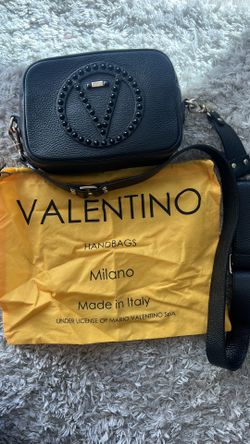 VALENTINO
HANDBAGS
Milano
Made in Italy
UNDER LICENSE OF MARIO VALENTINO SpA